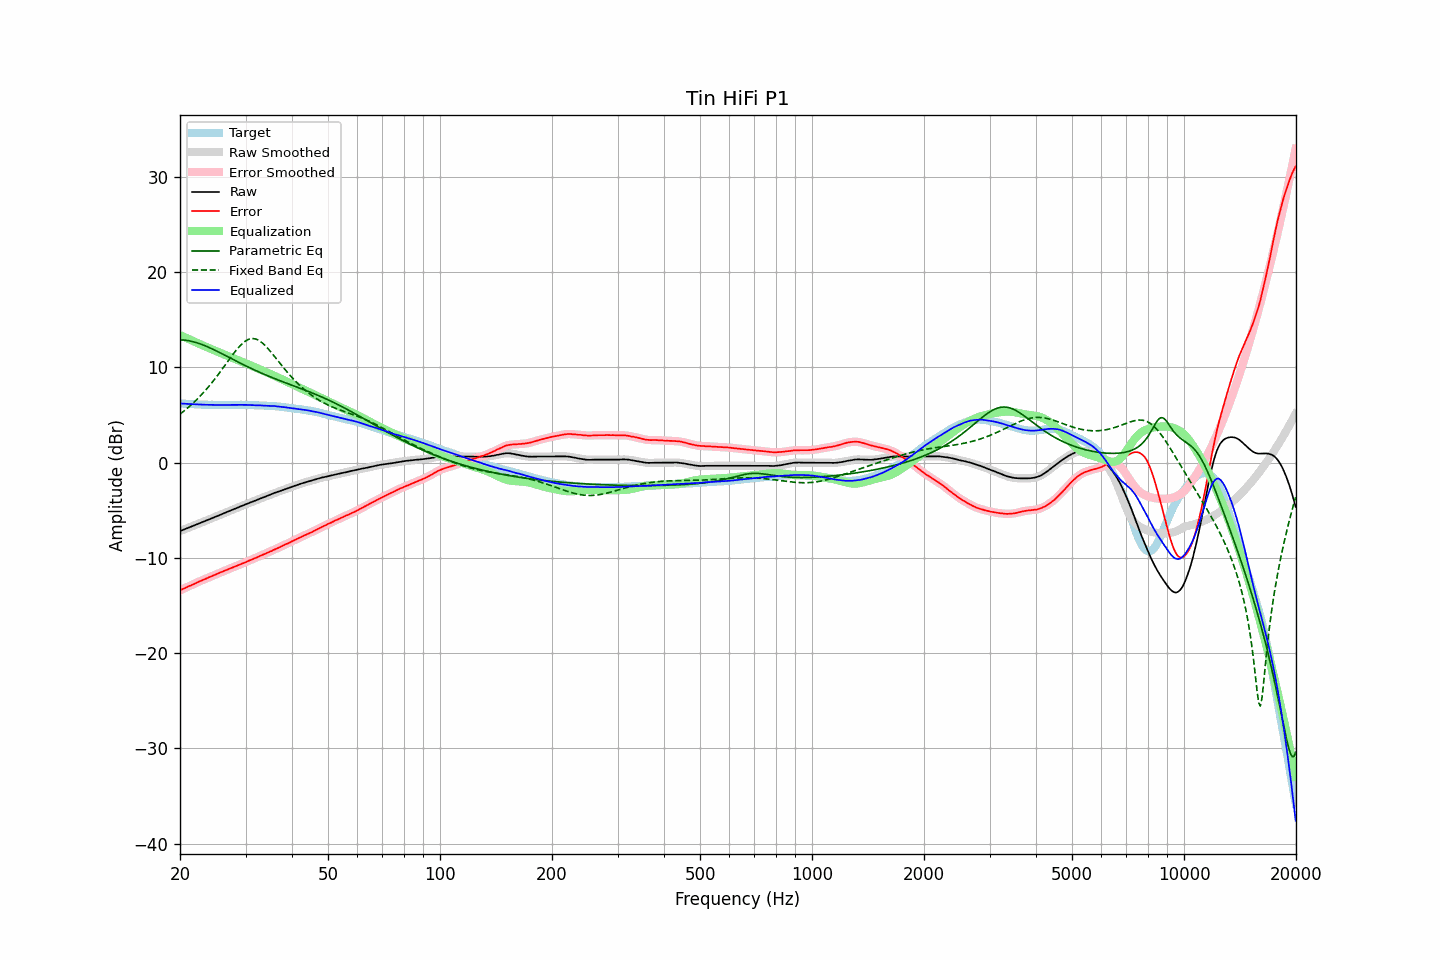 Tin HiFi P1
Target
Raw Smoothed
Error Smoothed
Raw
Error
Equalization
Parametric Eq
Fixed Band Eq
Equalized
30
20
10
0
−10
−20
−30
−40
Amplitude (dBr)
20 50 100 200 500 1000 2000 5000 10000 20000
Frequency (Hz)